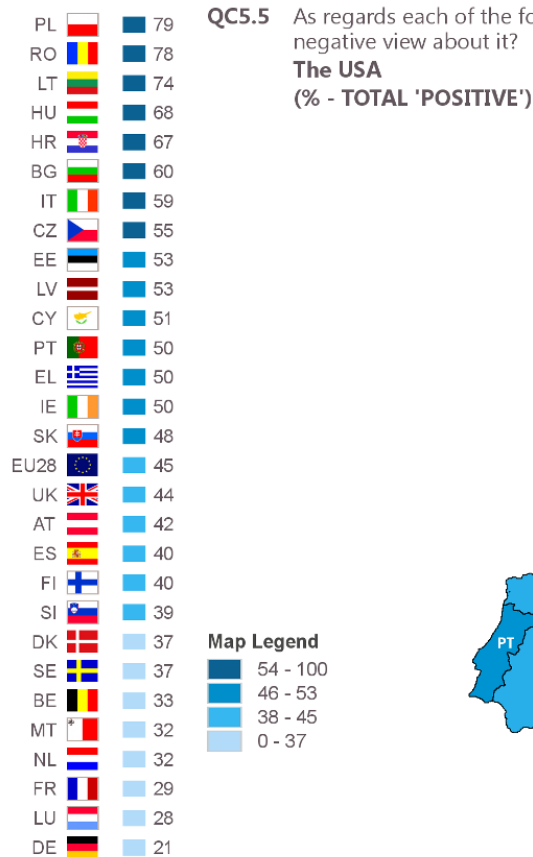 QC5.5 As regards each of the fo
negative view about it?
The USA
(% - TOTAL 'POSITIVE')
PL 79
RO 78
LT 74
HU 68
HR 67
BG 60
IT 59
CZ 55
EE 53
LV 53
CY 51
PT 50
EL 50
IE 50
SK 48
EU28 45
UK 44
AT 42
ES 40
FI 40
SI 39
DK 37
SE 37
BE 33
MT 32
NL 32
FR 29
LU 28
DE 21
Map Legend
54 - 100
46 - 53
38 - 45
0 - 37
PT